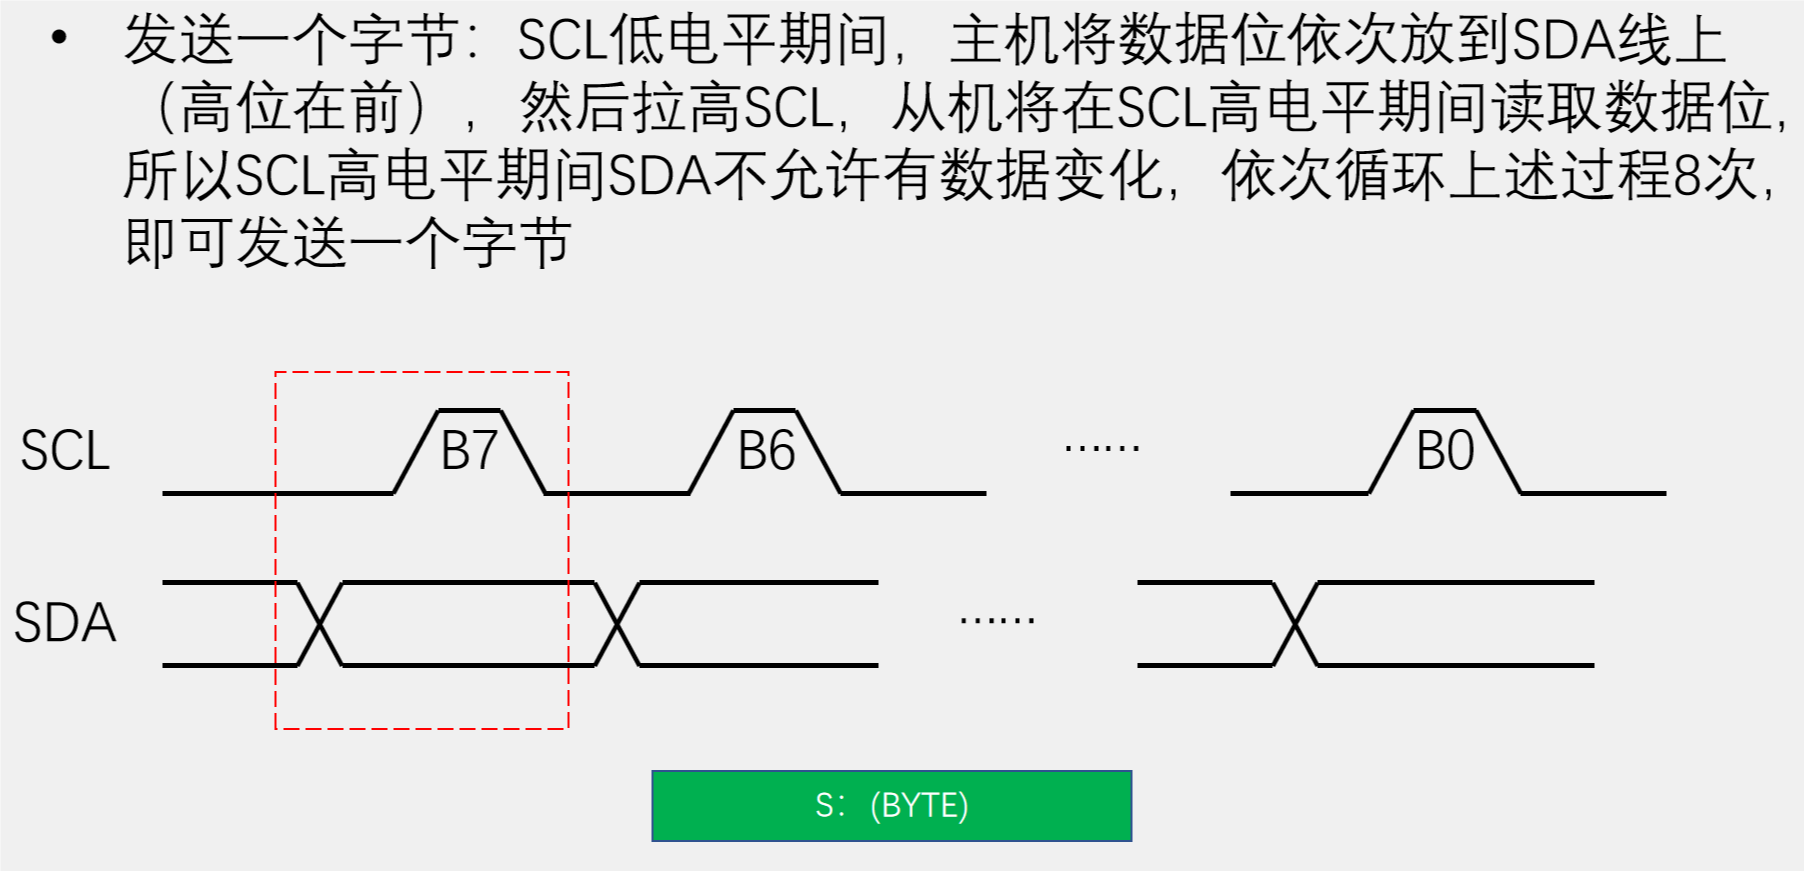 • 发送一个字节：SCL低电平期间，主机将数据位依次放到SDA线上
（高位在前），然后拉高SCL，从机将在SCL高电平期间读取数据位，
所以SCL高电平期间SDA不允许有数据变化，依次循环上述过程8次，
即可发送一个字节
SCL B7 B6 …… B0
SDA ……
S：(BYTE)